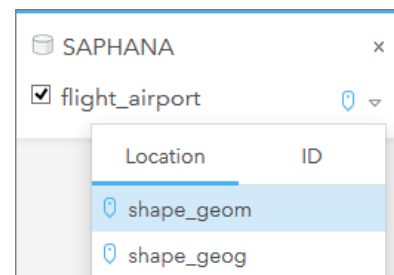 SAPHANA ×
flight_airport
Location ID
shape_geom
shape_geog